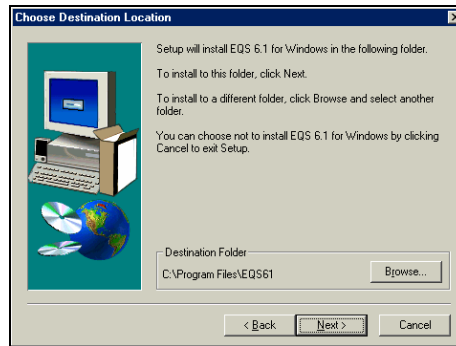 Choose Destination Location
Setup will install EQS 6.1 for Windows in the following folder.
To install to this folder, click Next.
To install to a different folder, click Browse and select another
folder.
You can choose not to install EQS 6.1 for Windows by clicking
Cancel to exit Setup.
Destination Folder
C:\Program Files\EQS61
Browse...
< Back
Next >
Cancel